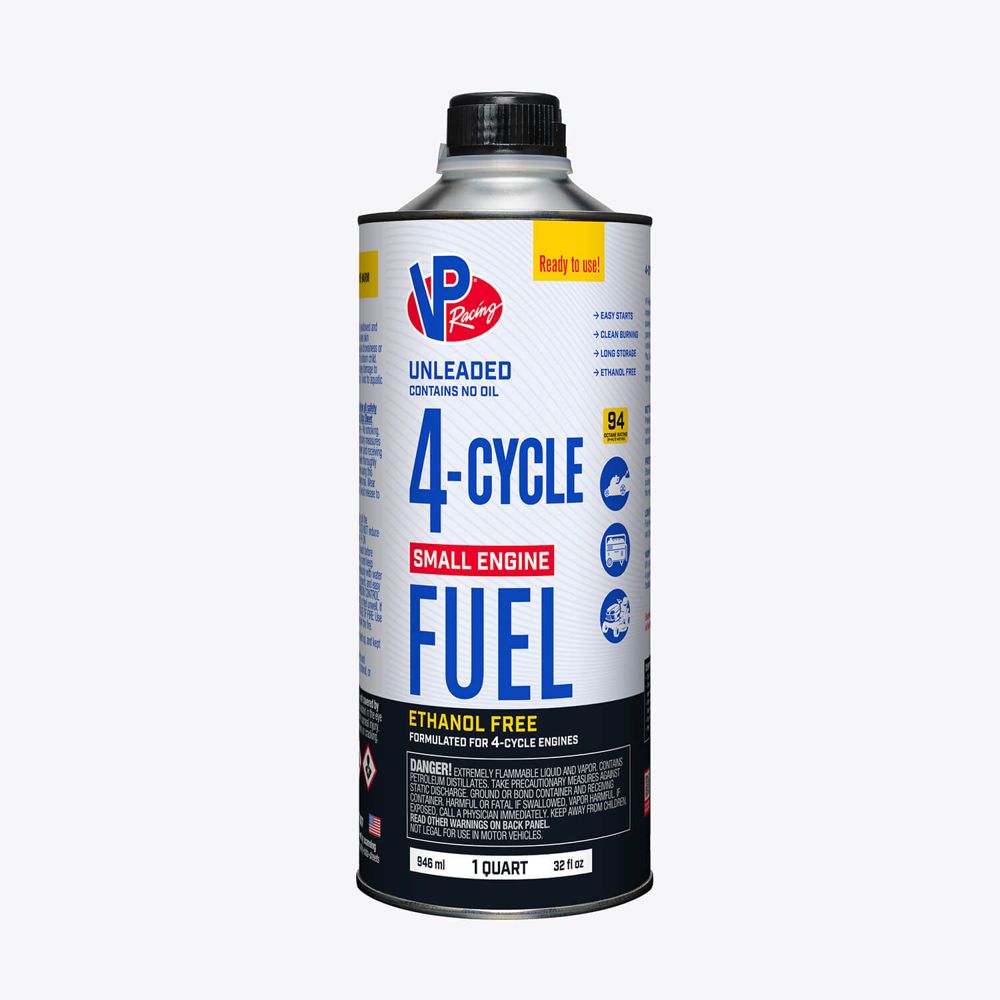 VP
Racing
Ready to use!
→ EASY STARTS
→ CLEAN BURNING
→ LONG STORAGE
→ ETHANOL FREE
UNLEADED
CONTAINS NO OIL
94
OCTANE RATING
4-CYCLE
SMALL ENGINE
FUEL
ETHANOL FREE
FORMULATED FOR 4-CYCLE ENGINES
DANGER! EXTREMELY FLAMMABLE LIQUID AND VAPOR. CONTAINS
PETROLEUM DISTILLATES. TAKE PRECAUTIONARY MEASURES AGAINST
STATIC DISCHARGE. GROUND OR BOND CONTAINER AND RECEIVING
CONTAINER. HARMFUL OR FATAL IF SWALLOWED, VAPOR HARMFUL. IF
EXPOSED, CALL A PHYSICIAN IMMEDIATELY. KEEP AWAY FROM CHILDREN.
READ OTHER WARNINGS ON BACK PANEL.
NOT LEGAL FOR USE IN MOTOR VEHICLES.
946 ml 1 QUART 32 fl oz